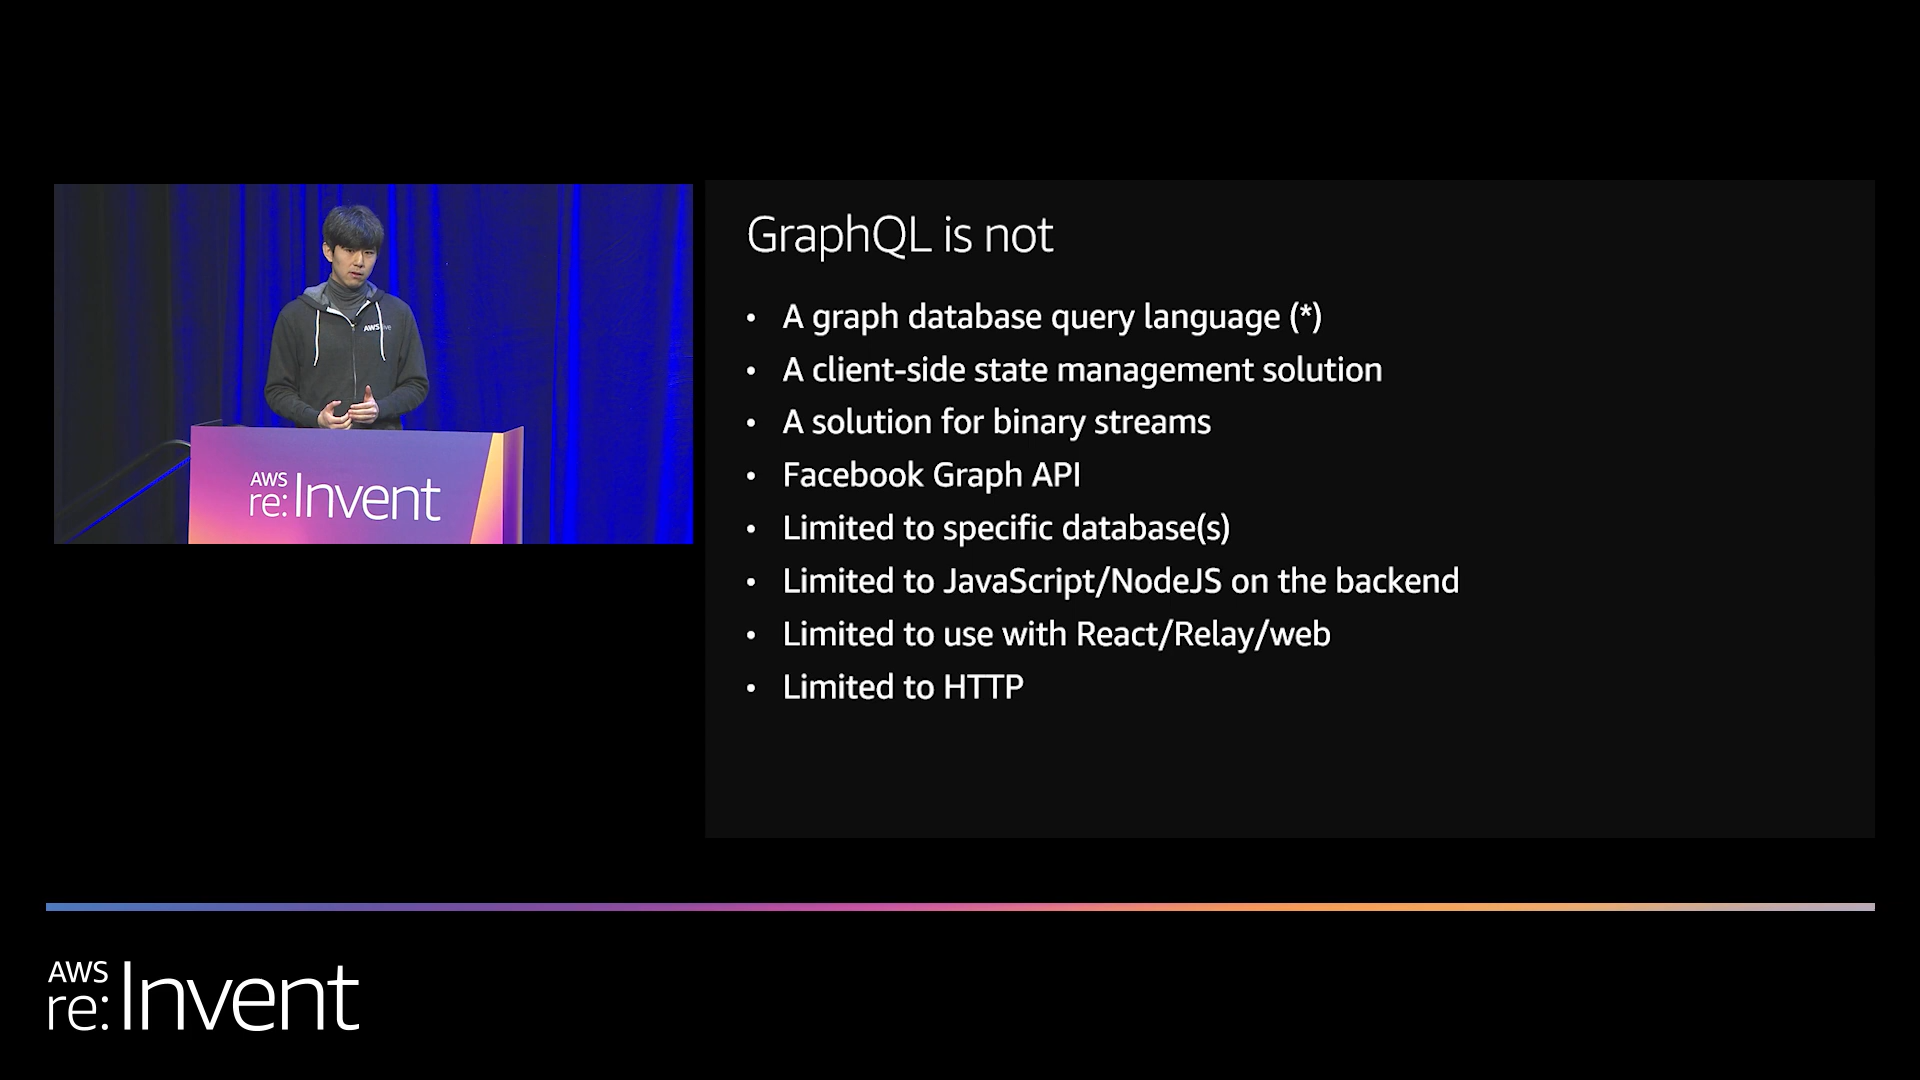 GraphQL is not
• A graph database query language (*)
• A client-side state management solution
• A solution for binary streams
• Facebook Graph API
• Limited to specific database(s)
• Limited to JavaScript/NodeJS on the backend
• Limited to use with React/Relay/web
• Limited to HTTP
AWS
AWS
re:Invent
AWS
re:Invent